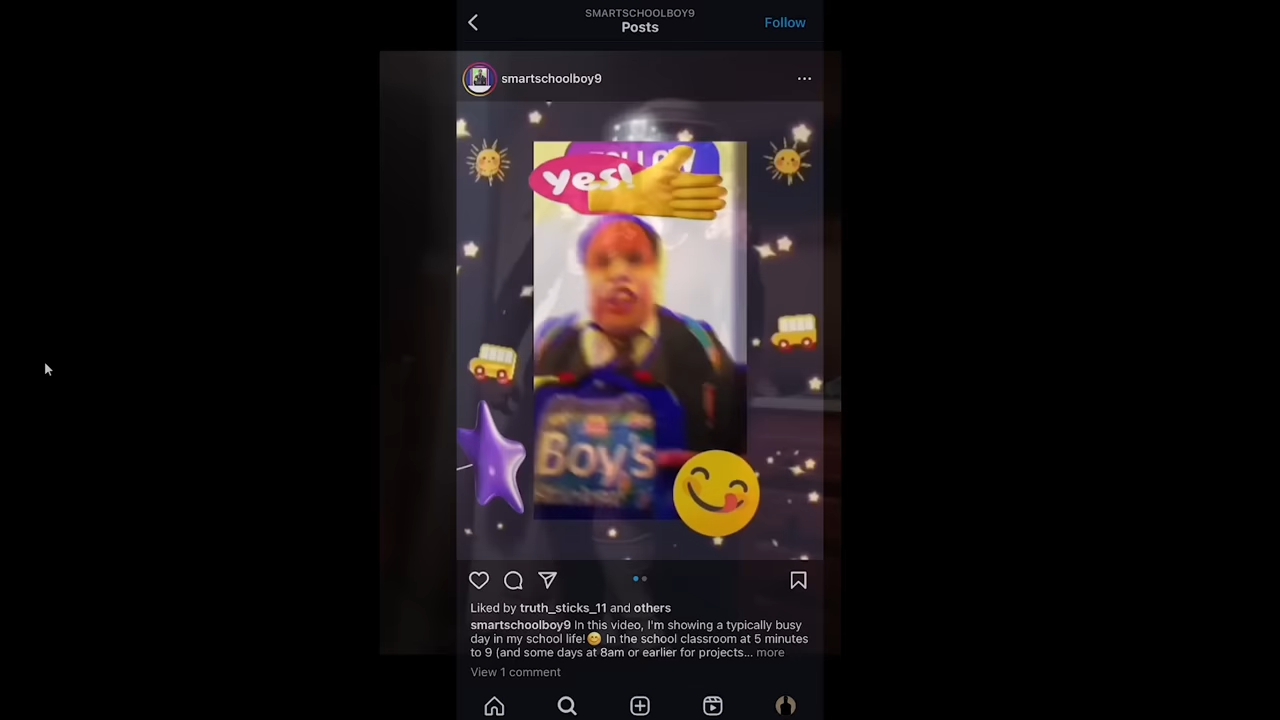 SMARTSCHOOLBOY9
Posts
Follow
smartschoolboy9
FOLLOW
Yes!
Boy's
Liked by truth_sticks_11 and others
smartschoolboy9 In this video, I'm showing a typically busy
day in my school life!😊 In the school classroom at 5 minutes
to 9 (and some days at 8am or earlier for projects... more
View 1 comment